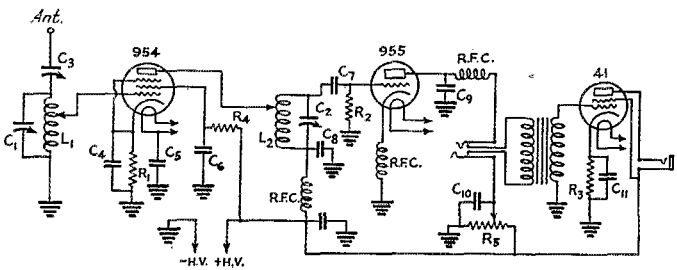 Ant.
954
955
R.F.C.
41
C3
C7
C9
C1
L1
R4
L2
C2
C8
R2
C4
R1
C5
C6
R.F.C.
R.F.C.
C10
R5
R3
C11
-H.V. +H.V.